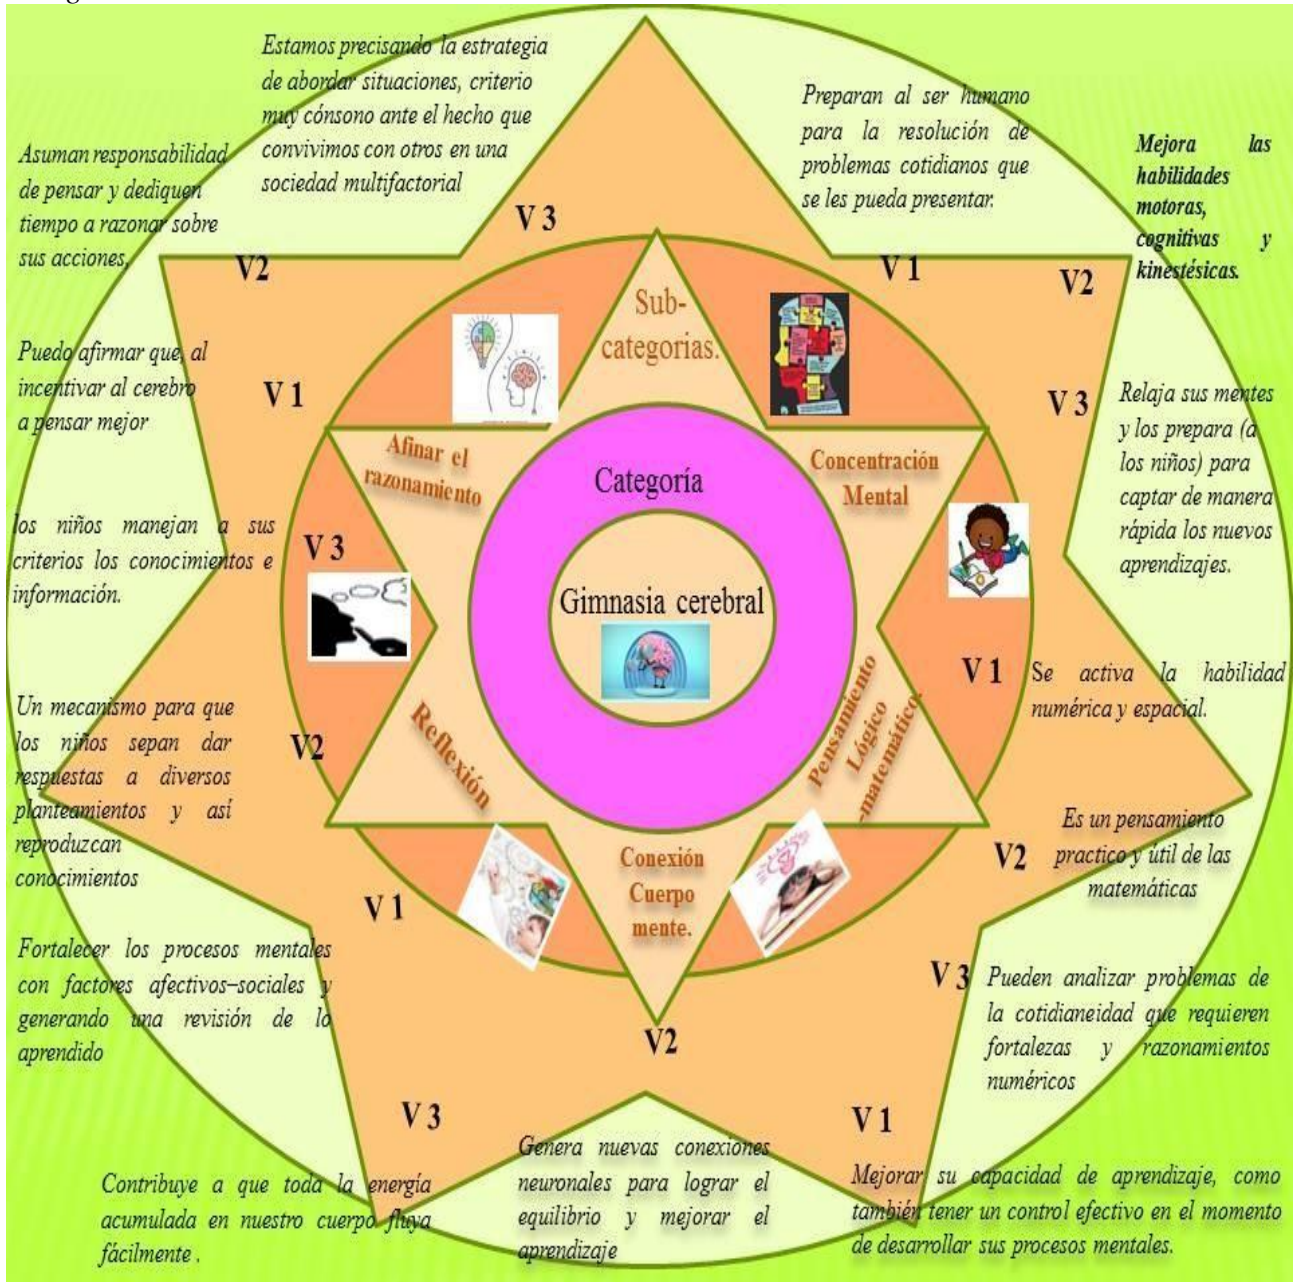 Estamos precisando la estrategia
de abordar situaciones, criterio
muy cónsono ante el hecho que
convivimos con otros en una
sociedad multifactorial
Preparan al ser humano
para la resolución de
problemas cotidianos que
se les pueda presentar.
Mejora las
habilidades
motoras,
cognitivas y
kinestésicas.
Asuman responsabilidad
de pensar y dediquen
tiempo a razonar sobre
sus acciones,
V 3
V2
V 1
V2
Puedo afirmar que, al
incentivar al cerebro
a pensar mejor
V 1
V 3
Relaja sus mentes
y los prepara (a
los niños) para
captar de manera
rápida los nuevos
aprendizajes.
Sub-
categorias.
Afinar el
razonamiento
Concentración
Mental
Categoría
Gimnasia cerebral
los niños manejan a sus
criterios los conocimientos e
información.
V 3
V 1
Se activa la habilidad
numérica y espacial.
Un mecanismo para que
los niños sepan dar
respuestas a diversos
planteamientos y así
reproduzcan
conocimientos
V2
Reflexión
Pensamiento
Lógico
-matemático.
Es un pensamiento
practico y útil de las
matemáticas
V2
Conexión
Cuerpo
mente.
V 1
Fortalecer los procesos mentales
con factores afectivos–sociales y
generando una revisión de lo
aprendido
V 3
Pueden analizar problemas de
la cotidianeidad que requieren
fortalezas y razonamientos
numéricos
V2
V 3
V 1
Contribuye a que toda la energía
acumulada en nuestro cuerpo fluya
fácilmente .
Genera nuevas conexiones
neuronales para lograr el
equilibrio y mejorar el
aprendizaje
Mejorar su capacidad de aprendizaje, como
también tener un control efectivo en el momento
de desarrollar sus procesos mentales.